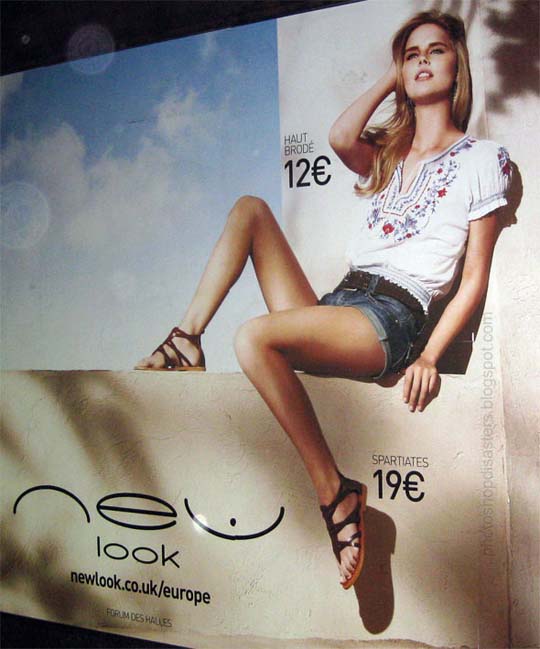 HAUT
BRODÉ
12€
SPARTIATES
19€
new
look
newlook.co.uk/europe
FORUM DES HALLES
photoshopdisasters.blogspot.com